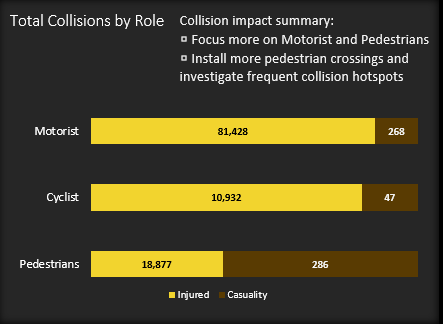 Total Collisions by Role
Collision impact summary:
Focus more on Motorist and Pedestrians
Install more pedestrian crossings and
investigate frequent collision hotspots
Motorist
81,428
268
Cyclist
10,932
47
Pedestrians
18,877
286
Injured
Casuality